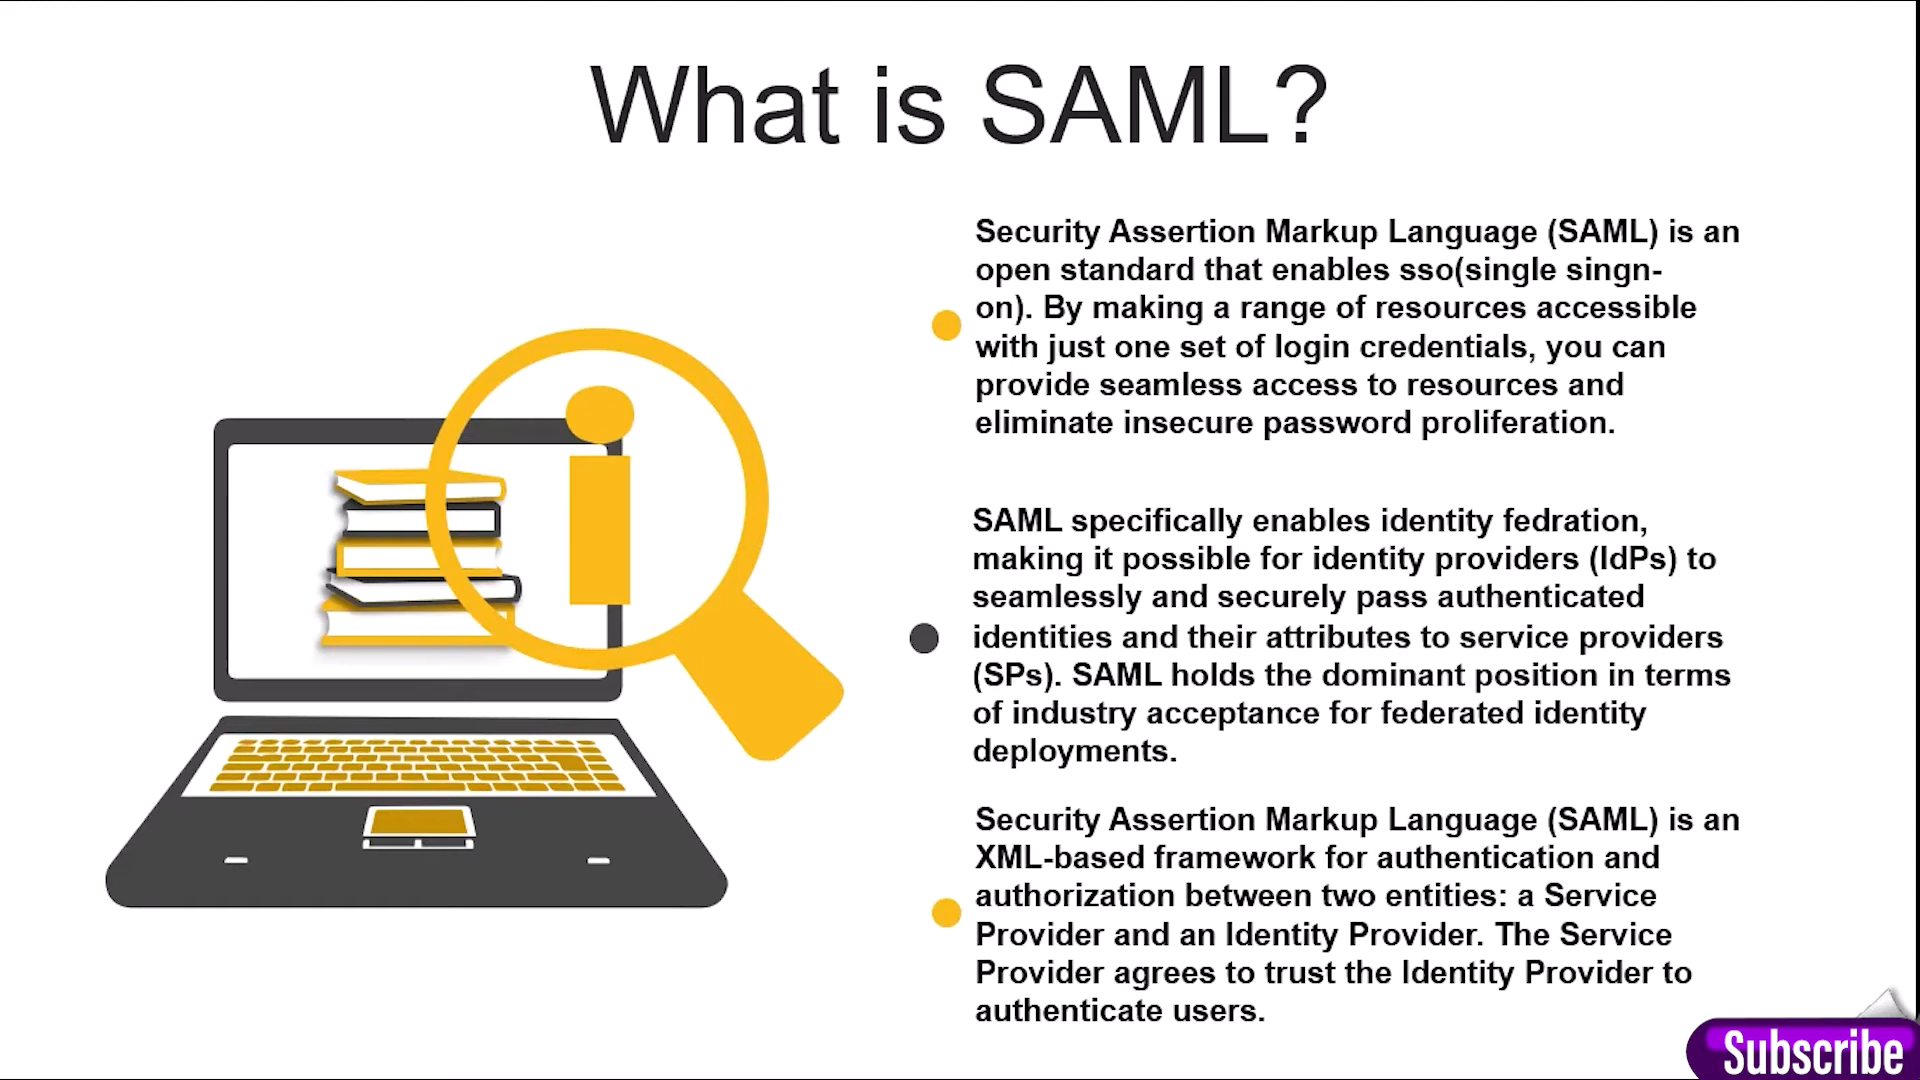 What is SAML?
Security Assertion Markup Language (SAML) is an
open standard that enables sso(single singn-
on). By making a range of resources accessible
with just one set of login credentials, you can
provide seamless access to resources and
eliminate insecure password proliferation.
SAML specifically enables identity fedration,
making it possible for identity providers (IdPs) to
seamlessly and securely pass authenticated
identities and their attributes to service providers
(SPs). SAML holds the dominant position in terms
of industry acceptance for federated identity
deployments.
Security Assertion Markup Language (SAML) is an
XML-based framework for authentication and
authorization between two entities: a Service
Provider and an Identity Provider. The Service
Provider agrees to trust the Identity Provider to
authenticate users.
Subscribe